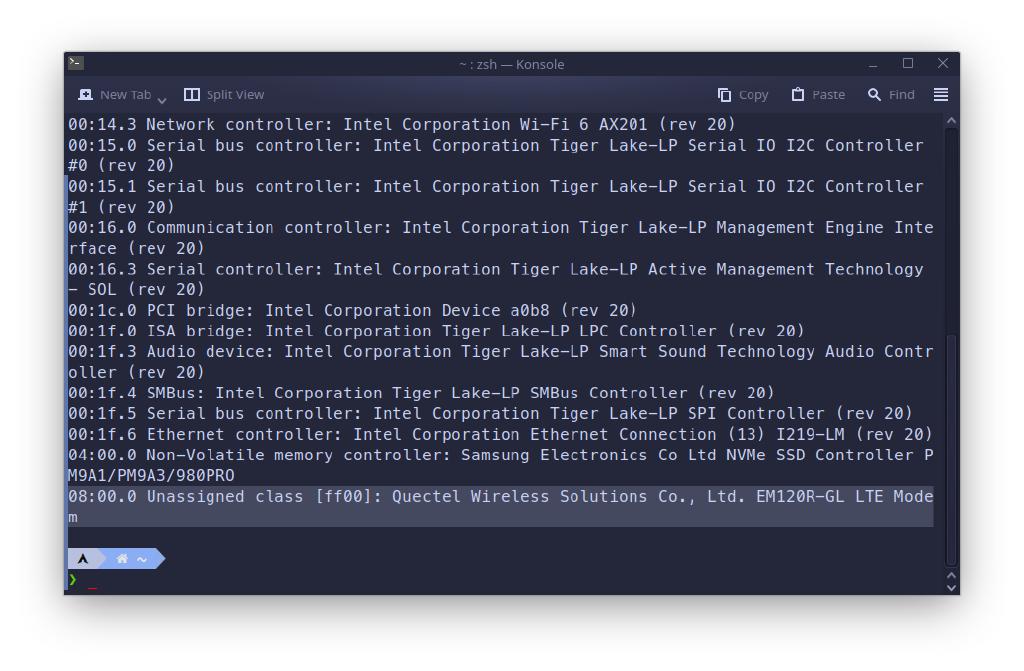 ~ : zsh — Konsole
New Tab
Split View
Copy
Paste
Find
00:14.3 Network controller: Intel Corporation Wi-Fi 6 AX201 (rev 20)
00:15.0 Serial bus controller: Intel Corporation Tiger Lake-LP Serial IO I2C Controller
#0 (rev 20)
00:15.1 Serial bus controller: Intel Corporation Tiger Lake-LP Serial IO I2C Controller
#1 (rev 20)
00:16.0 Communication controller: Intel Corporation Tiger Lake-LP Management Engine Inte
rface (rev 20)
00:16.3 Serial controller: Intel Corporation Tiger Lake-LP Active Management Technology
- SOL (rev 20)
00:1c.0 PCI bridge: Intel Corporation Device a0b8 (rev 20)
00:1f.0 ISA bridge: Intel Corporation Tiger Lake-LP LPC Controller (rev 20)
00:1f.3 Audio device: Intel Corporation Tiger Lake-LP Smart Sound Technology Audio Contr
oller (rev 20)
00:1f.4 SMBus: Intel Corporation Tiger Lake-LP SMBus Controller (rev 20)
00:1f.5 Serial bus controller: Intel Corporation Tiger Lake-LP SPI Controller (rev 20)
00:1f.6 Ethernet controller: Intel Corporation Ethernet Connection (13) I219-LM (rev 20)
04:00.0 Non-Volatile memory controller: Samsung Electronics Co Ltd NVMe SSD Controller P
M9A1/PM9A3/980PRO
08:00.0 Unassigned class [ff00]: Quectel Wireless Solutions Co., Ltd. EM120R-GL LTE Mode
m
~
❯ _